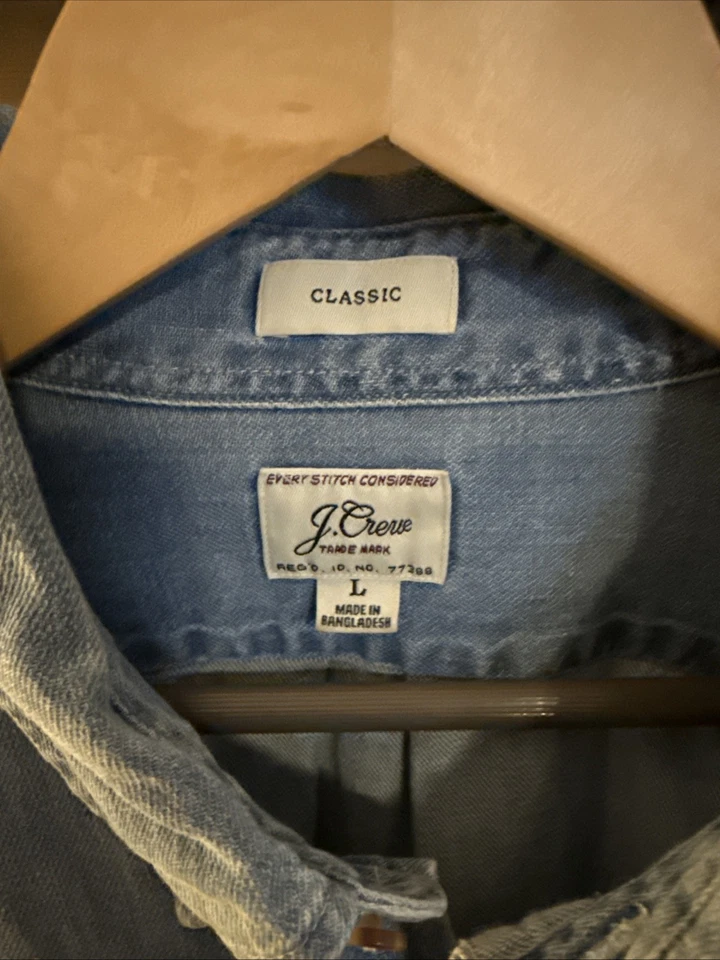 CLASSIC
EVERY STITCH CONSIDERED
J.Crew
TRADE MARK
REG'D. ID. NO. 77388
L
MADE IN
BANGLADESH